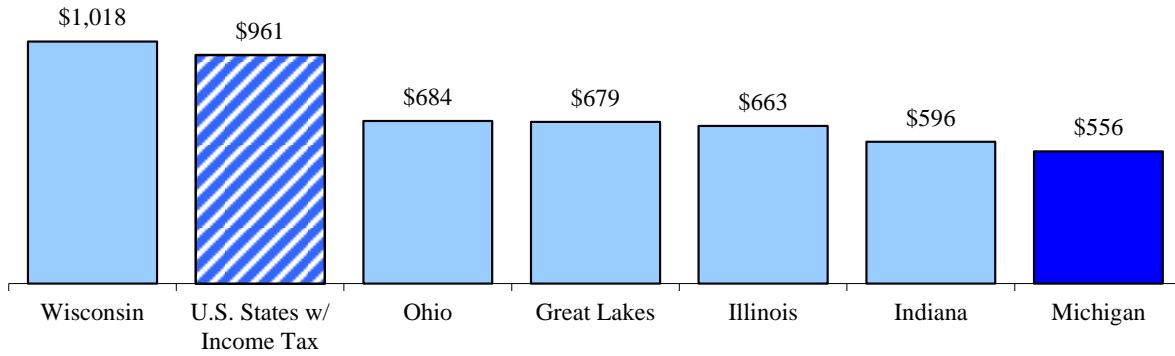 $1,018
$961
$684
$679
$663
$596
$556
Wisconsin
U.S. States w/
Income Tax
Ohio
Great Lakes
Illinois
Indiana
Michigan